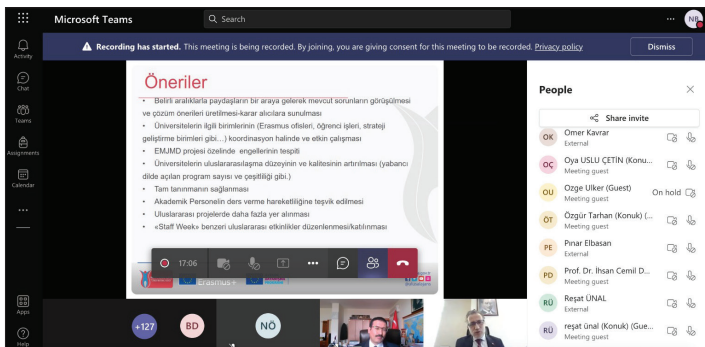 Microsoft Teams
Search
NB
Recording has started. This meeting is being recorded. By joining, you are giving consent for this meeting to be recorded. Privacy policy
Dismiss
Activity
Chat
Teams
Assignments
Calendar
Apps
Help
Öneriler
• Belirli aralıklarla paydaşların bir araya gelerek mevcut sorunların görüşülmesi
ve çözüm önerileri üretilmesi-karar alıcılara sunulması
• Üniversitelerin ilgili birimlerinin (Erasmus ofisleri, öğrenci işleri, strateji
geliştirme birimleri gibi...) koordinasyon halinde ve etkin çalışması
• EMJMD projesi özelinde engellerinin tespiti
• Üniversitelerin uluslararasılaşma düzeyinin ve kalitesinin artırılması (yabancı
dilde açılan program sayısı ve çeşitliliği gibi.)
• Tam tanınmanın sağlanması
• Akademik Personelin ders verme hareketliliğine teşvik edilmesi
• Uluslararası projelerde daha fazla yer alınması
• «Staff Week» benzeri uluslararası etkinlikler düzenlenmesi/katılınması
17:06
Erasmus+
+127
BD
NÖ
People
Share invite
OK
Omer Kavrar
External
OÇ
Oya USLU ÇETİN (Konu...
Meeting guest
OU
Ozge Ulker (Guest)
On hold
Meeting guest
ÖT
Özgür Tarhan (Konuk) (...
Meeting guest
PE
Pınar Elbasan
External
PD
Prof. Dr. İhsan Cemil D...
Meeting guest
RÜ
Reşat ÜNAL
External
RÜ
reşat ünal (Konuk) (Gue...
Meeting guest